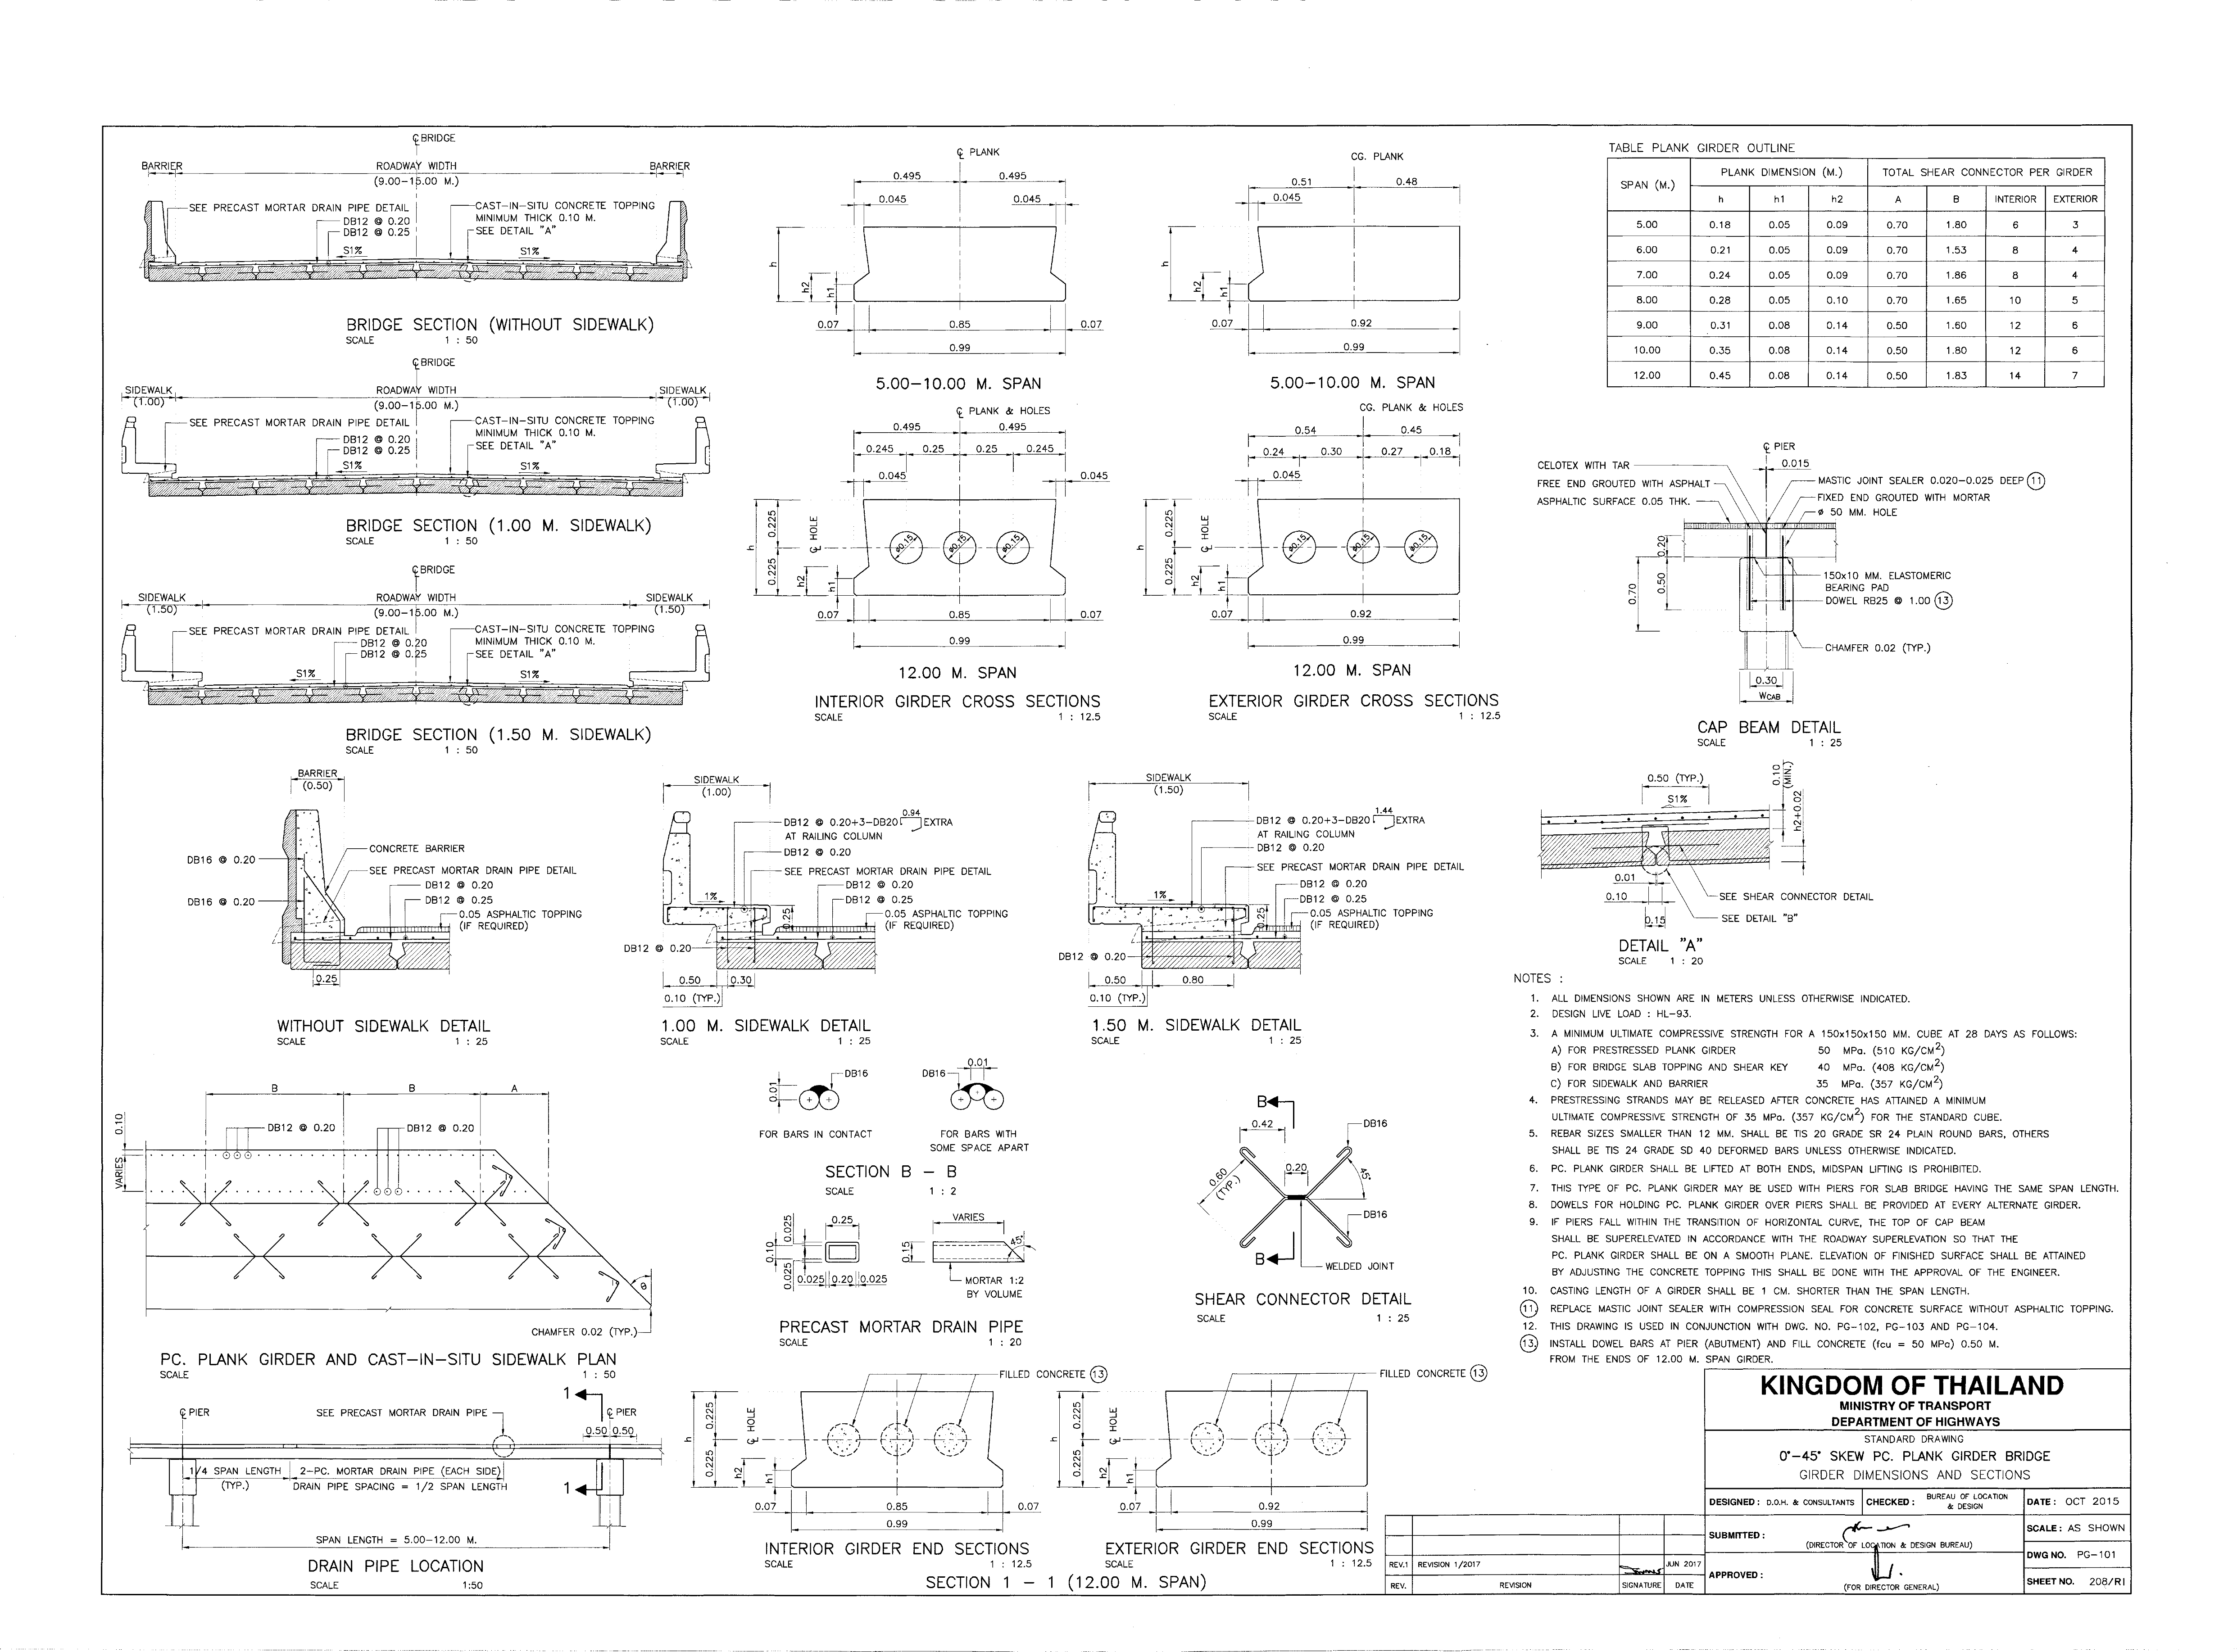 ℄ BRIDGE
BARRIER
ROADWAY WIDTH
BARRIER
(9.00-15.00 M.)
SEE PRECAST MORTAR DRAIN PIPE DETAIL
CAST-IN-SITU CONCRETE TOPPING
MINIMUM THICK 0.10 M.
DB12 @ 0.20
DB12 @ 0.25
SEE DETAIL "A"
S1%
S1%
BRIDGE SECTION (WITHOUT SIDEWALK)
SCALE 1 : 50
℄ BRIDGE
SIDEWALK
(1.00)
ROADWAY WIDTH
(9.00-15.00 M.)
SIDEWALK
(1.00)
SEE PRECAST MORTAR DRAIN PIPE DETAIL
CAST-IN-SITU CONCRETE TOPPING
MINIMUM THICK 0.10 M.
DB12 @ 0.20
DB12 @ 0.25
SEE DETAIL "A"
S1%
S1%
BRIDGE SECTION (1.00 M. SIDEWALK)
SCALE 1 : 50
℄ BRIDGE
SIDEWALK
(1.50)
ROADWAY WIDTH
(9.00-15.00 M.)
SIDEWALK
(1.50)
SEE PRECAST MORTAR DRAIN PIPE DETAIL
CAST-IN-SITU CONCRETE TOPPING
MINIMUM THICK 0.10 M.
DB12 @ 0.20
DB12 @ 0.25
SEE DETAIL "A"
S1%
S1%
BRIDGE SECTION (1.50 M. SIDEWALK)
SCALE 1 : 50
℄ PLANK
0.495 0.495
0.045 0.045
h
h2
h1
0.07 0.85 0.07
0.99
5.00-10.00 M. SPAN
℄ PLANK & HOLES
0.495 0.495
0.245 0.25 0.25 0.245
0.045 0.045
h
0.225
0.225
℄ HOLE
h2
h1
ø0.15 ø0.15 ø0.15
0.07 0.85 0.07
0.99
12.00 M. SPAN
INTERIOR GIRDER CROSS SECTIONS
SCALE 1 : 12.5
CG. PLANK
0.51 0.48
0.045
h
h2
h1
0.07 0.92
0.99
5.00-10.00 M. SPAN
CG. PLANK & HOLES
0.54 0.45
0.24 0.30 0.27 0.18
0.045
h
0.225
0.225
℄ HOLE
h2
h1
ø0.15 ø0.15 ø0.15
0.07 0.92
0.99
12.00 M. SPAN
EXTERIOR GIRDER CROSS SECTIONS
SCALE 1 : 12.5
TABLE PLANK GIRDER OUTLINE
SPAN (M.) PLANK DIMENSION (M.) TOTAL SHEAR CONNECTOR PER GIRDER
h h1 h2 A B INTERIOR EXTERIOR
5.00 0.18 0.05 0.09 0.70 1.80 6 3
6.00 0.21 0.05 0.09 0.70 1.53 8 4
7.00 0.24 0.05 0.09 0.70 1.86 8 4
8.00 0.28 0.05 0.10 0.70 1.65 10 5
9.00 0.31 0.08 0.14 0.50 1.60 12 6
10.00 0.35 0.08 0.14 0.50 1.80 12 6
12.00 0.45 0.08 0.14 0.50 1.83 14 7
℄ PIER
0.015
CELOTEX WITH TAR
FREE END GROUTED WITH ASPHALT
ASPHALTIC SURFACE 0.05 THK.
MASTIC JOINT SEALER 0.020-0.025 DEEP 11
FIXED END GROUTED WITH MORTAR
ø 50 MM. HOLE
0.20
0.50
0.70
150x10 MM. ELASTOMERIC
BEARING PAD
DOWEL RB25 @ 1.00 13
CHAMFER 0.02 (TYP.)
0.30
WCAB
CAP BEAM DETAIL
SCALE 1 : 25
BARRIER
(0.50)
DB16 @ 0.20
DB16 @ 0.20
CONCRETE BARRIER
SEE PRECAST MORTAR DRAIN PIPE DETAIL
DB12 @ 0.20
DB12 @ 0.25
0.05 ASPHALTIC TOPPING
(IF REQUIRED)
0.25
WITHOUT SIDEWALK DETAIL
SCALE 1 : 25
SIDEWALK
(1.00)
DB12 @ 0.20+3-DB20 0.94 EXTRA
AT RAILING COLUMN
DB12 @ 0.20
SEE PRECAST MORTAR DRAIN PIPE DETAIL
DB12 @ 0.20
DB12 @ 0.25
0.05 ASPHALTIC TOPPING
(IF REQUIRED)
1%
0.25
DB12 @ 0.20
0.50 0.30
0.10 (TYP.)
1.00 M. SIDEWALK DETAIL
SCALE 1 : 25
SIDEWALK
(1.50)
DB12 @ 0.20+3-DB20 1.44 EXTRA
AT RAILING COLUMN
DB12 @ 0.20
SEE PRECAST MORTAR DRAIN PIPE DETAIL
DB12 @ 0.20
DB12 @ 0.25
0.05 ASPHALTIC TOPPING
(IF REQUIRED)
1%
0.25
DB12 @ 0.20
0.50 0.80
0.10 (TYP.)
1.50 M. SIDEWALK DETAIL
SCALE 1 : 25
0.50 (TYP.)
S1%
0.10
(MIN.)
h2+0.02
0.01
0.10
0.15
SEE SHEAR CONNECTOR DETAIL
SEE DETAIL "B"
DETAIL "A"
SCALE 1 : 20
B B A
0.10
VARIES
DB12 @ 0.20 DB12 @ 0.20
θ
CHAMFER 0.02 (TYP.)
PC. PLANK GIRDER AND CAST-IN-SITU SIDEWALK PLAN
SCALE 1 : 50
0.01
DB16
FOR BARS IN CONTACT
0.01
DB16
FOR BARS WITH
SOME SPACE APART
SECTION B - B
SCALE 1 : 2
0.25
0.025
0.10
0.025
0.025 0.20 0.025
VARIES
0.15
45°
MORTAR 1:2
BY VOLUME
PRECAST MORTAR DRAIN PIPE
SCALE 1 : 20
B
0.42
DB16
0.60
(TYP.)
0.20
45°
DB16
B
WELDED JOINT
SHEAR CONNECTOR DETAIL
SCALE 1 : 25
1
℄ PIER
SEE PRECAST MORTAR DRAIN PIPE
℄ PIER
0.50 0.50
1/4 SPAN LENGTH
(TYP.)
2-PC. MORTAR DRAIN PIPE (EACH SIDE)
DRAIN PIPE SPACING = 1/2 SPAN LENGTH
1
SPAN LENGTH = 5.00-12.00 M.
DRAIN PIPE LOCATION
SCALE 1:50
FILLED CONCRETE 13
h
0.225
0.225
℄ HOLE
h2
h1
0.07 0.85 0.07
0.99
INTERIOR GIRDER END SECTIONS
SCALE 1 : 12.5
FILLED CONCRETE 13
h
0.225
0.225
℄ HOLE
h2
h1
0.07 0.92
0.99
EXTERIOR GIRDER END SECTIONS
SCALE 1 : 12.5
SECTION 1 - 1 (12.00 M. SPAN)
NOTES :
1. ALL DIMENSIONS SHOWN ARE IN METERS UNLESS OTHERWISE INDICATED.
2. DESIGN LIVE LOAD : HL-93.
3. A MINIMUM ULTIMATE COMPRESSIVE STRENGTH FOR A 150x150x150 MM. CUBE AT 28 DAYS AS FOLLOWS:
A) FOR PRESTRESSED PLANK GIRDER 50 MPa. (510 KG/CM2)
B) FOR BRIDGE SLAB TOPPING AND SHEAR KEY 40 MPa. (408 KG/CM2)
C) FOR SIDEWALK AND BARRIER 35 MPa. (357 KG/CM2)
4. PRESTRESSING STRANDS MAY BE RELEASED AFTER CONCRETE HAS ATTAINED A MINIMUM
ULTIMATE COMPRESSIVE STRENGTH OF 35 MPa. (357 KG/CM2) FOR THE STANDARD CUBE.
5. REBAR SIZES SMALLER THAN 12 MM. SHALL BE TIS 20 GRADE SR 24 PLAIN ROUND BARS, OTHERS
SHALL BE TIS 24 GRADE SD 40 DEFORMED BARS UNLESS OTHERWISE INDICATED.
6. PC. PLANK GIRDER SHALL BE LIFTED AT BOTH ENDS, MIDSPAN LIFTING IS PROHIBITED.
7. THIS TYPE OF PC. PLANK GIRDER MAY BE USED WITH PIERS FOR SLAB BRIDGE HAVING THE SAME SPAN LENGTH.
8. DOWELS FOR HOLDING PC. PLANK GIRDER OVER PIERS SHALL BE PROVIDED AT EVERY ALTERNATE GIRDER.
9. IF PIERS FALL WITHIN THE TRANSITION OF HORIZONTAL CURVE, THE TOP OF CAP BEAM
SHALL BE SUPERELEVATED IN ACCORDANCE WITH THE ROADWAY SUPERLEVATION SO THAT THE
PC. PLANK GIRDER SHALL BE ON A SMOOTH PLANE. ELEVATION OF FINISHED SURFACE SHALL BE ATTAINED
BY ADJUSTING THE CONCRETE TOPPING THIS SHALL BE DONE WITH THE APPROVAL OF THE ENGINEER.
10. CASTING LENGTH OF A GIRDER SHALL BE 1 CM. SHORTER THAN THE SPAN LENGTH.
11. REPLACE MASTIC JOINT SEALER WITH COMPRESSION SEAL FOR CONCRETE SURFACE WITHOUT ASPHALTIC TOPPING.
12. THIS DRAWING IS USED IN CONJUNCTION WITH DWG. NO. PG-102, PG-103 AND PG-104.
13. INSTALL DOWEL BARS AT PIER (ABUTMENT) AND FILL CONCRETE (fcu = 50 MPa) 0.50 M.
FROM THE ENDS OF 12.00 M. SPAN GIRDER.
KINGDOM OF THAILAND
MINISTRY OF TRANSPORT
DEPARTMENT OF HIGHWAYS
STANDARD DRAWING
0°-45° SKEW PC. PLANK GIRDER BRIDGE
GIRDER DIMENSIONS AND SECTIONS
DESIGNED : D.O.H. & CONSULTANTS
CHECKED : BUREAU OF LOCATION
& DESIGN
DATE : OCT 2015
SUBMITTED :
(DIRECTOR OF LOCATION & DESIGN BUREAU)
SCALE : AS SHOWN
DWG NO. PG-101
APPROVED :
(FOR DIRECTOR GENERAL)
SHEET NO. 208/R1
REV.1 REVISION 1/2017 JUN 2017
REV. REVISION SIGNATURE DATE